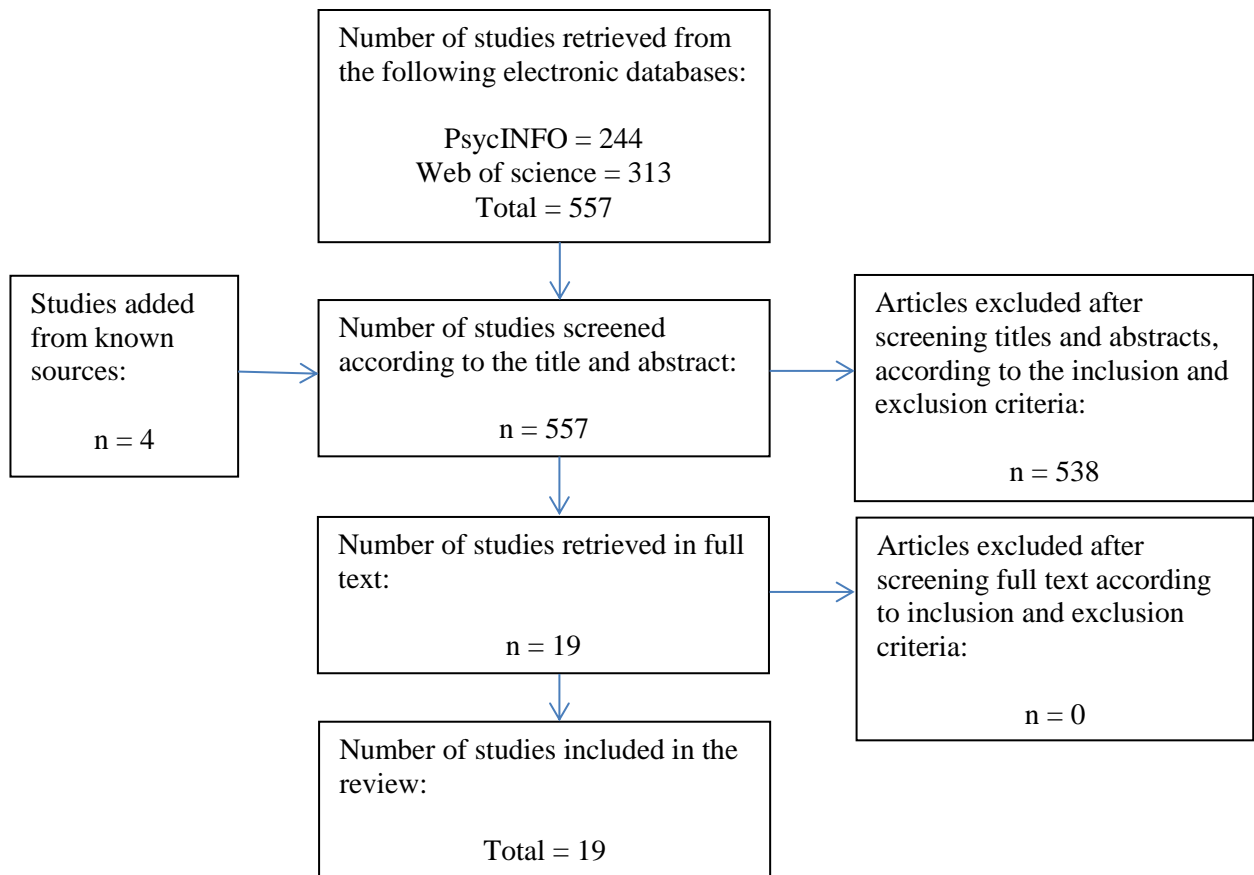 Number of studies retrieved from
the following electronic databases:
PsycINFO = 244
Web of science = 313
Total = 557
Studies added
from known
sources:
n = 4
Number of studies screened
according to the title and abstract:
n = 557
Articles excluded after
screening titles and abstracts,
according to the inclusion and
exclusion criteria:
n = 538
Number of studies retrieved in full
text:
n = 19
Articles excluded after
screening full text according
to inclusion and exclusion
criteria:
n = 0
Number of studies included in the
review:
Total = 19